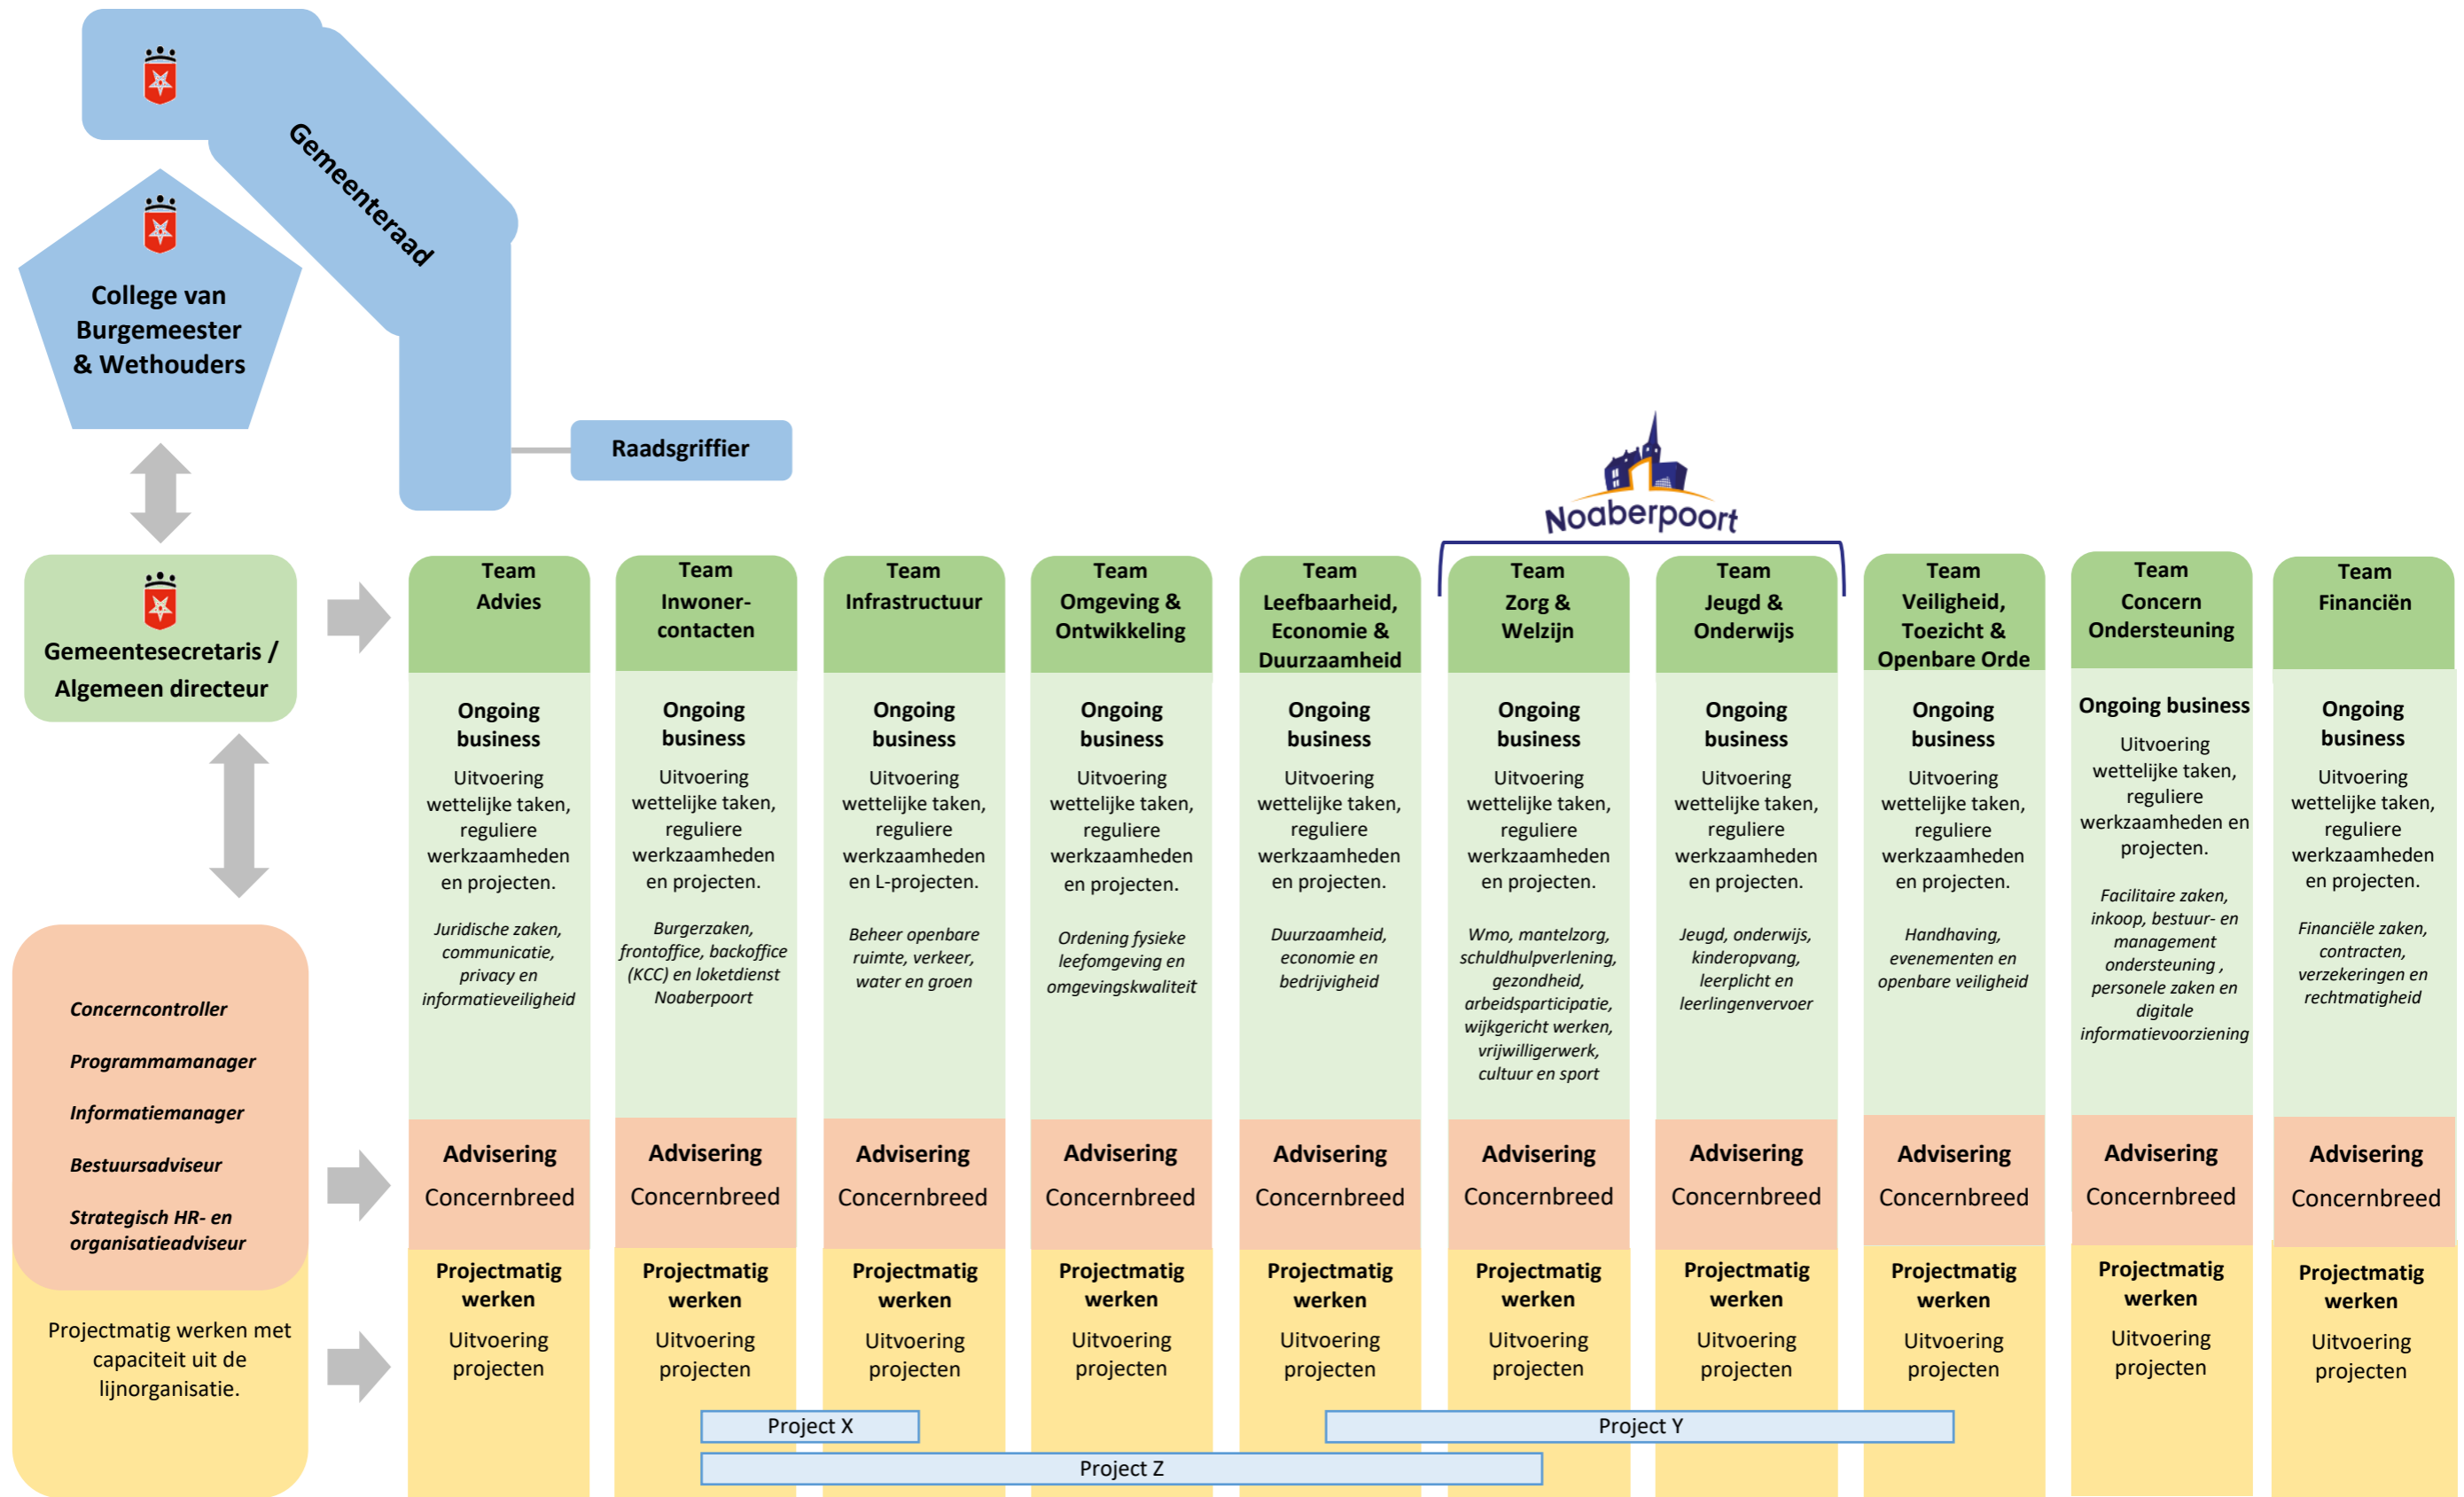 Gemeenteraad
College van
Burgemeester
& Wethouders
Raadsgriffier
Noaberpoort
Gemeentesecretaris /
Algemeen directeur
Team
Advies
Ongoing
business
Uitvoering
wettelijke taken,
reguliere
werkzaamheden
en projecten.
Juridische zaken,
communicatie,
privacy en
informatieveiligheid
Advisering
Concernbreed
Projectmatig
werken
Uitvoering
projecten
Team
Inwoner-
contacten
Ongoing
business
Uitvoering
wettelijke taken,
reguliere
werkzaamheden
en projecten.
Burgerzaken,
frontoffice, backoffice
(KCC) en loketdienst
Noaberpoort
Advisering
Concernbreed
Projectmatig
werken
Uitvoering
projecten
Team
Infrastructuur
Ongoing
business
Uitvoering
wettelijke taken,
reguliere
werkzaamheden
en L-projecten.
Beheer openbare
ruimte, verkeer,
water en groen
Advisering
Concernbreed
Projectmatig
werken
Uitvoering
projecten
Team
Omgeving &
Ontwikkeling
Ongoing
business
Uitvoering
wettelijke taken,
reguliere
werkzaamheden
en projecten.
Ordening fysieke
leefomgeving en
omgevingskwaliteit
Advisering
Concernbreed
Projectmatig
werken
Uitvoering
projecten
Team
Leefbaarheid,
Economie &
Duurzaamheid
Ongoing
business
Uitvoering
wettelijke taken,
reguliere
werkzaamheden
en projecten.
Duurzaamheid,
economie en
bedrijvigheid
Advisering
Concernbreed
Projectmatig
werken
Uitvoering
projecten
Team
Zorg &
Welzijn
Ongoing
business
Uitvoering
wettelijke taken,
reguliere
werkzaamheden
en projecten.
Wmo, mantelzorg,
schuldhulpverlening,
gezondheid,
arbeidsparticipatie,
wijkgericht werken,
vrijwilligerwerk,
cultuur en sport
Advisering
Concernbreed
Projectmatig
werken
Uitvoering
projecten
Team
Jeugd &
Onderwijs
Ongoing
business
Uitvoering
wettelijke taken,
reguliere
werkzaamheden
en projecten.
Jeugd, onderwijs,
kinderopvang,
leerplicht en
leerlingenvervoer
Advisering
Concernbreed
Projectmatig
werken
Uitvoering
projecten
Team
Veiligheid,
Toezicht &
Openbare Orde
Ongoing
business
Uitvoering
wettelijke taken,
reguliere
werkzaamheden
en projecten.
Handhaving,
evenementen en
openbare veiligheid
Advisering
Concernbreed
Projectmatig
werken
Uitvoering
projecten
Team
Concern
Ondersteuning
Ongoing business
Uitvoering
wettelijke taken,
reguliere
werkzaamheden en
projecten.
Facilitaire zaken,
inkoop, bestuur- en
management
ondersteuning ,
personele zaken en
digitale
informatievoorziening
Advisering
Concernbreed
Projectmatig
werken
Uitvoering
projecten
Team
Financiën
Ongoing
business
Uitvoering
wettelijke taken,
reguliere
werkzaamheden
en projecten.
Financiële zaken,
contracten,
verzekeringen en
rechtmatigheid
Advisering
Concernbreed
Projectmatig
werken
Uitvoering
projecten
Concerncontroller
Programmamanager
Informatiemanager
Bestuursadviseur
Strategisch HR- en
organisatieadviseur
Projectmatig werken met
capaciteit uit de
lijnorganisatie.
Project X
Project Y
Project Z